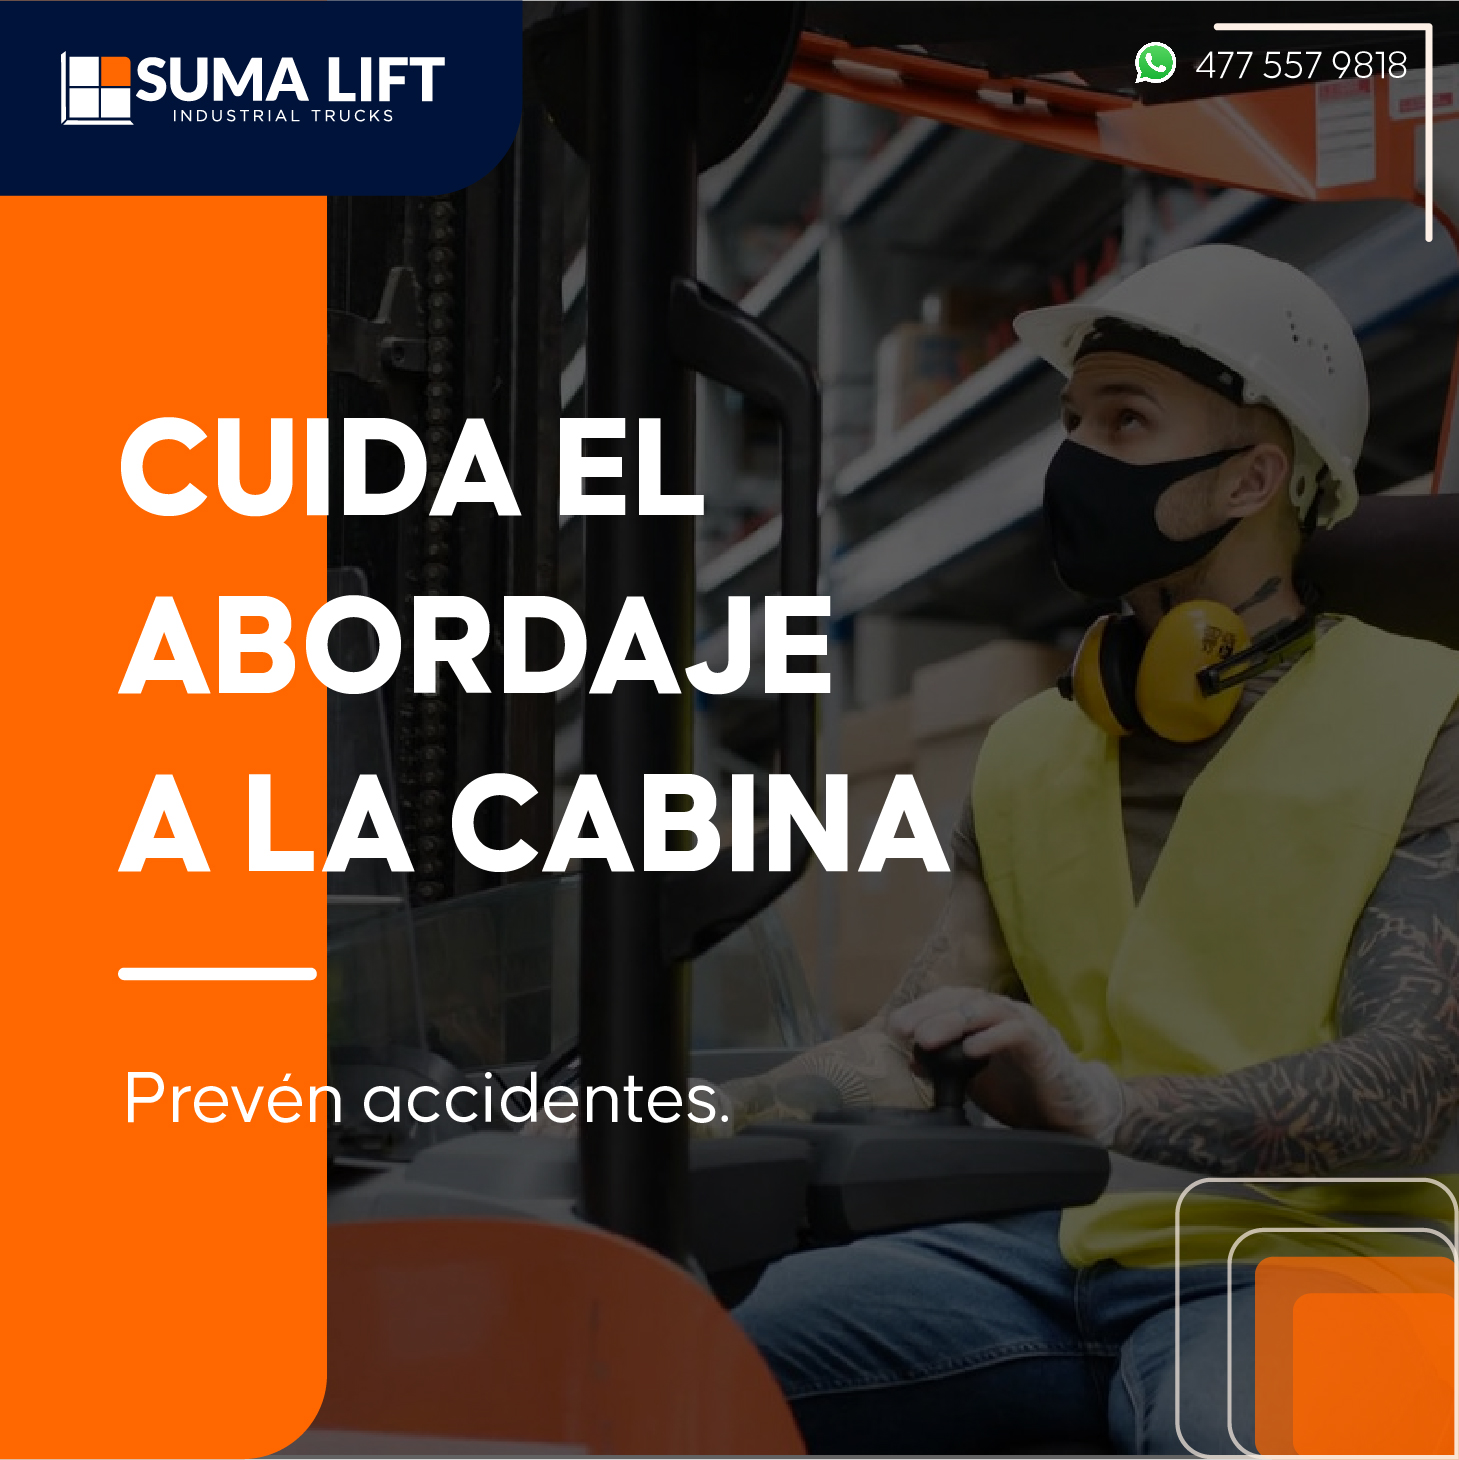 SUMA LIFT
INDUSTRIAL TRUCKS
477 557 9818
CUIDA EL
ABORDAJE
A LA CABINA
Prevén accidentes.